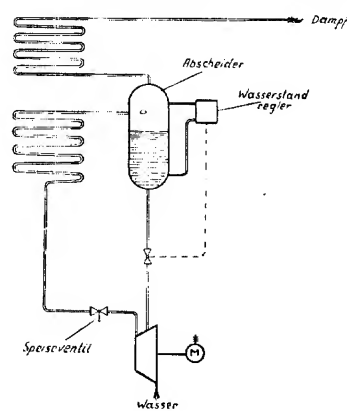 Dampf
Abscheider
Wasserstand
regler
Speiseventil
M
Wasser